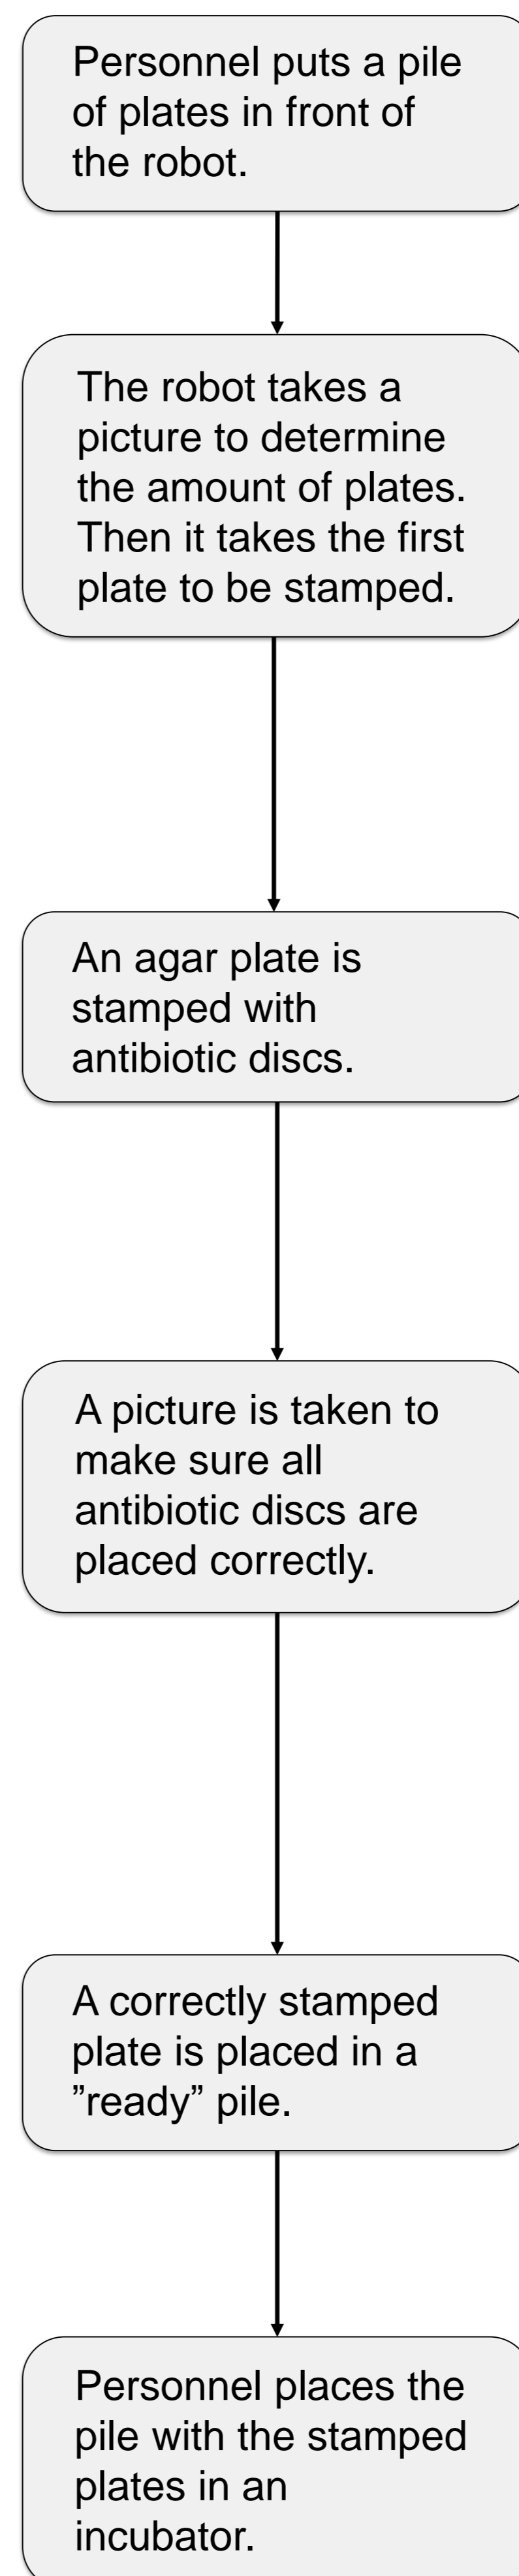 Personnel puts a pile
of plates in front of
the robot.
The robot takes a
picture to determine
the amount of plates.
Then it takes the first
plate to be stamped.
An agar plate is
stamped with
antibiotic discs.
A picture is taken to
make sure all
antibiotic discs are
placed correctly.
A correctly stamped
plate is placed in a
”ready” pile.
Personnel places the
pile with the stamped
plates in an
incubator.